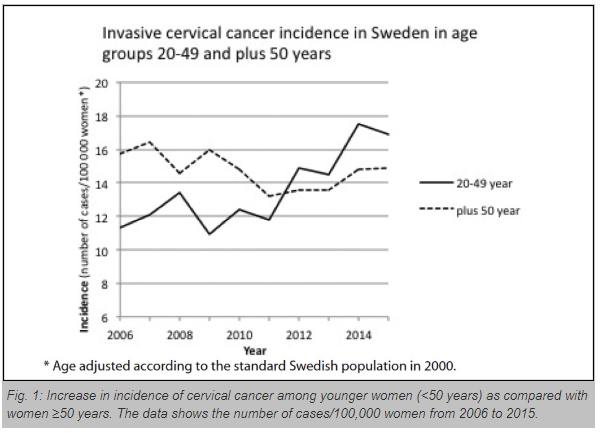 Invasive cervical cancer incidence in Sweden in age
groups 20-49 and plus 50 years
Incidence (number of cases/100 000 women*)
20
18
16
14
12
10
8
6
2006
2008
2010
2012
2014
Year
20-49 year
plus 50 year
* Age adjusted according to the standard Swedish population in 2000.
Fig. 1: Increase in incidence of cervical cancer among younger women (<50 years) as compared with
women ≥50 years. The data shows the number of cases/100,000 women from 2006 to 2015.